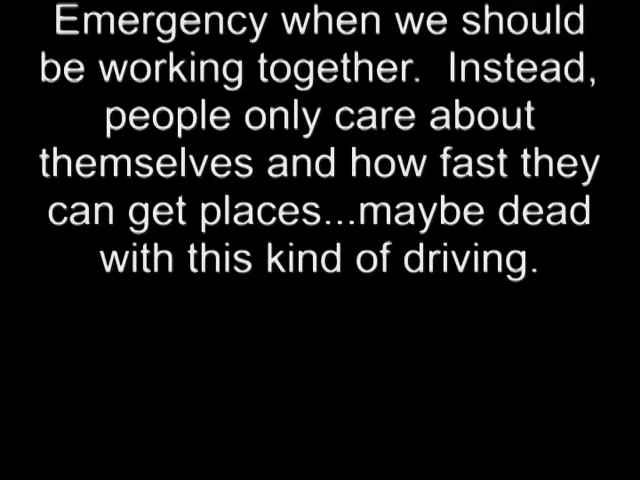 Emergency when we should
be working together.  Instead,
people only care about
themselves and how fast they
can get places...maybe dead
with this kind of driving.